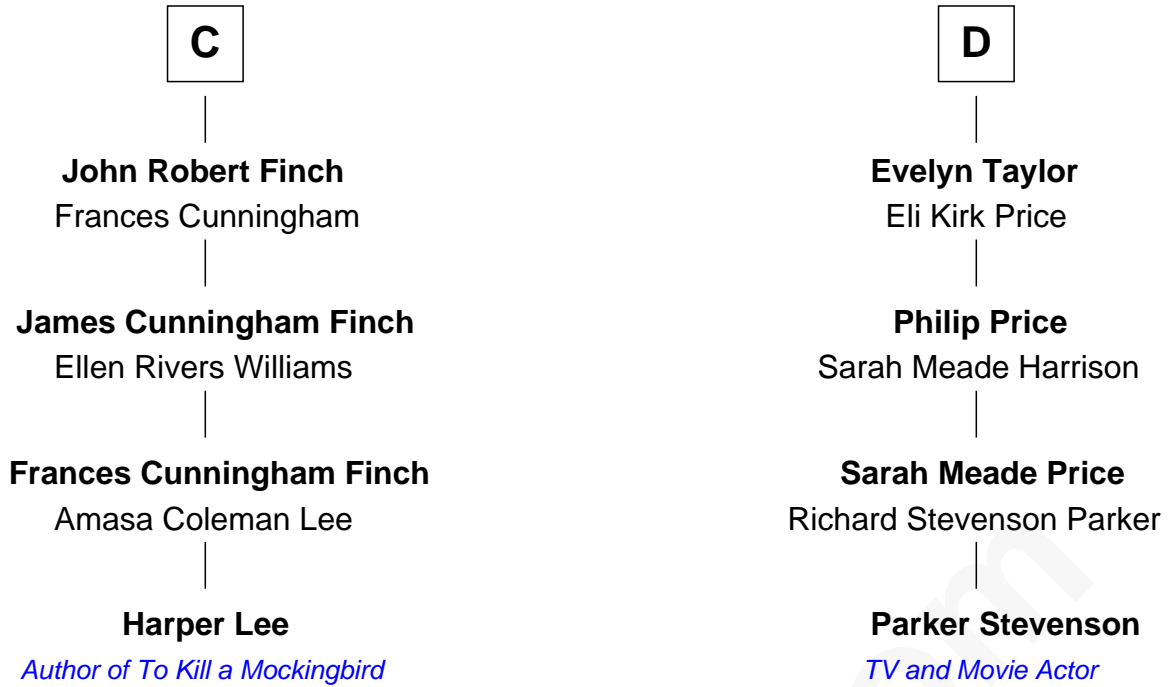 C
John Robert Finch
Frances Cunningham
James Cunningham Finch
Ellen Rivers Williams
Frances Cunningham Finch
Amasa Coleman Lee
Harper Lee
Author of To Kill a Mockingbird
D
Evelyn Taylor
Eli Kirk Price
Philip Price
Sarah Meade Harrison
Sarah Meade Price
Richard Stevenson Parker
Parker Stevenson
TV and Movie Actor